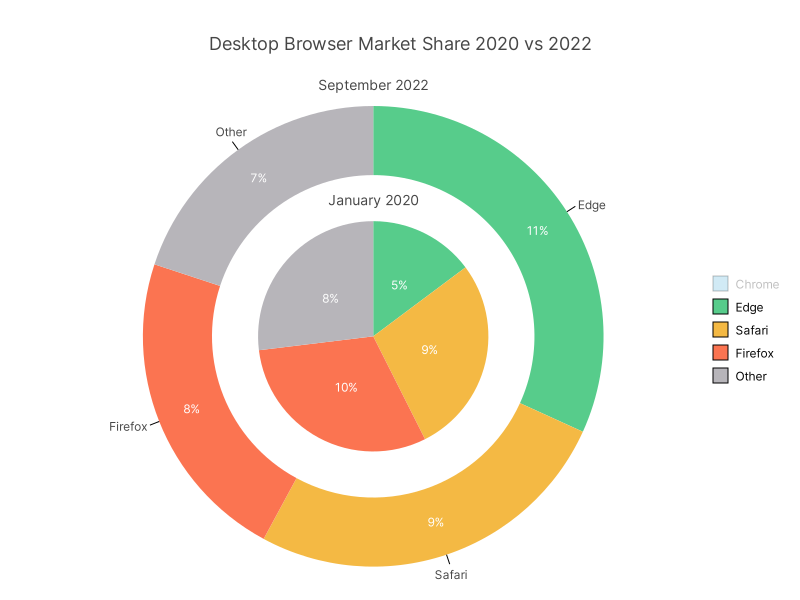 Desktop Browser Market Share 2020 vs 2022
September 2022
Other
7%
January 2020
Edge
11%
5%
8%
9%
10%
Firefox
8%
9%
Safari
Chrome
Edge
Safari
Firefox
Other